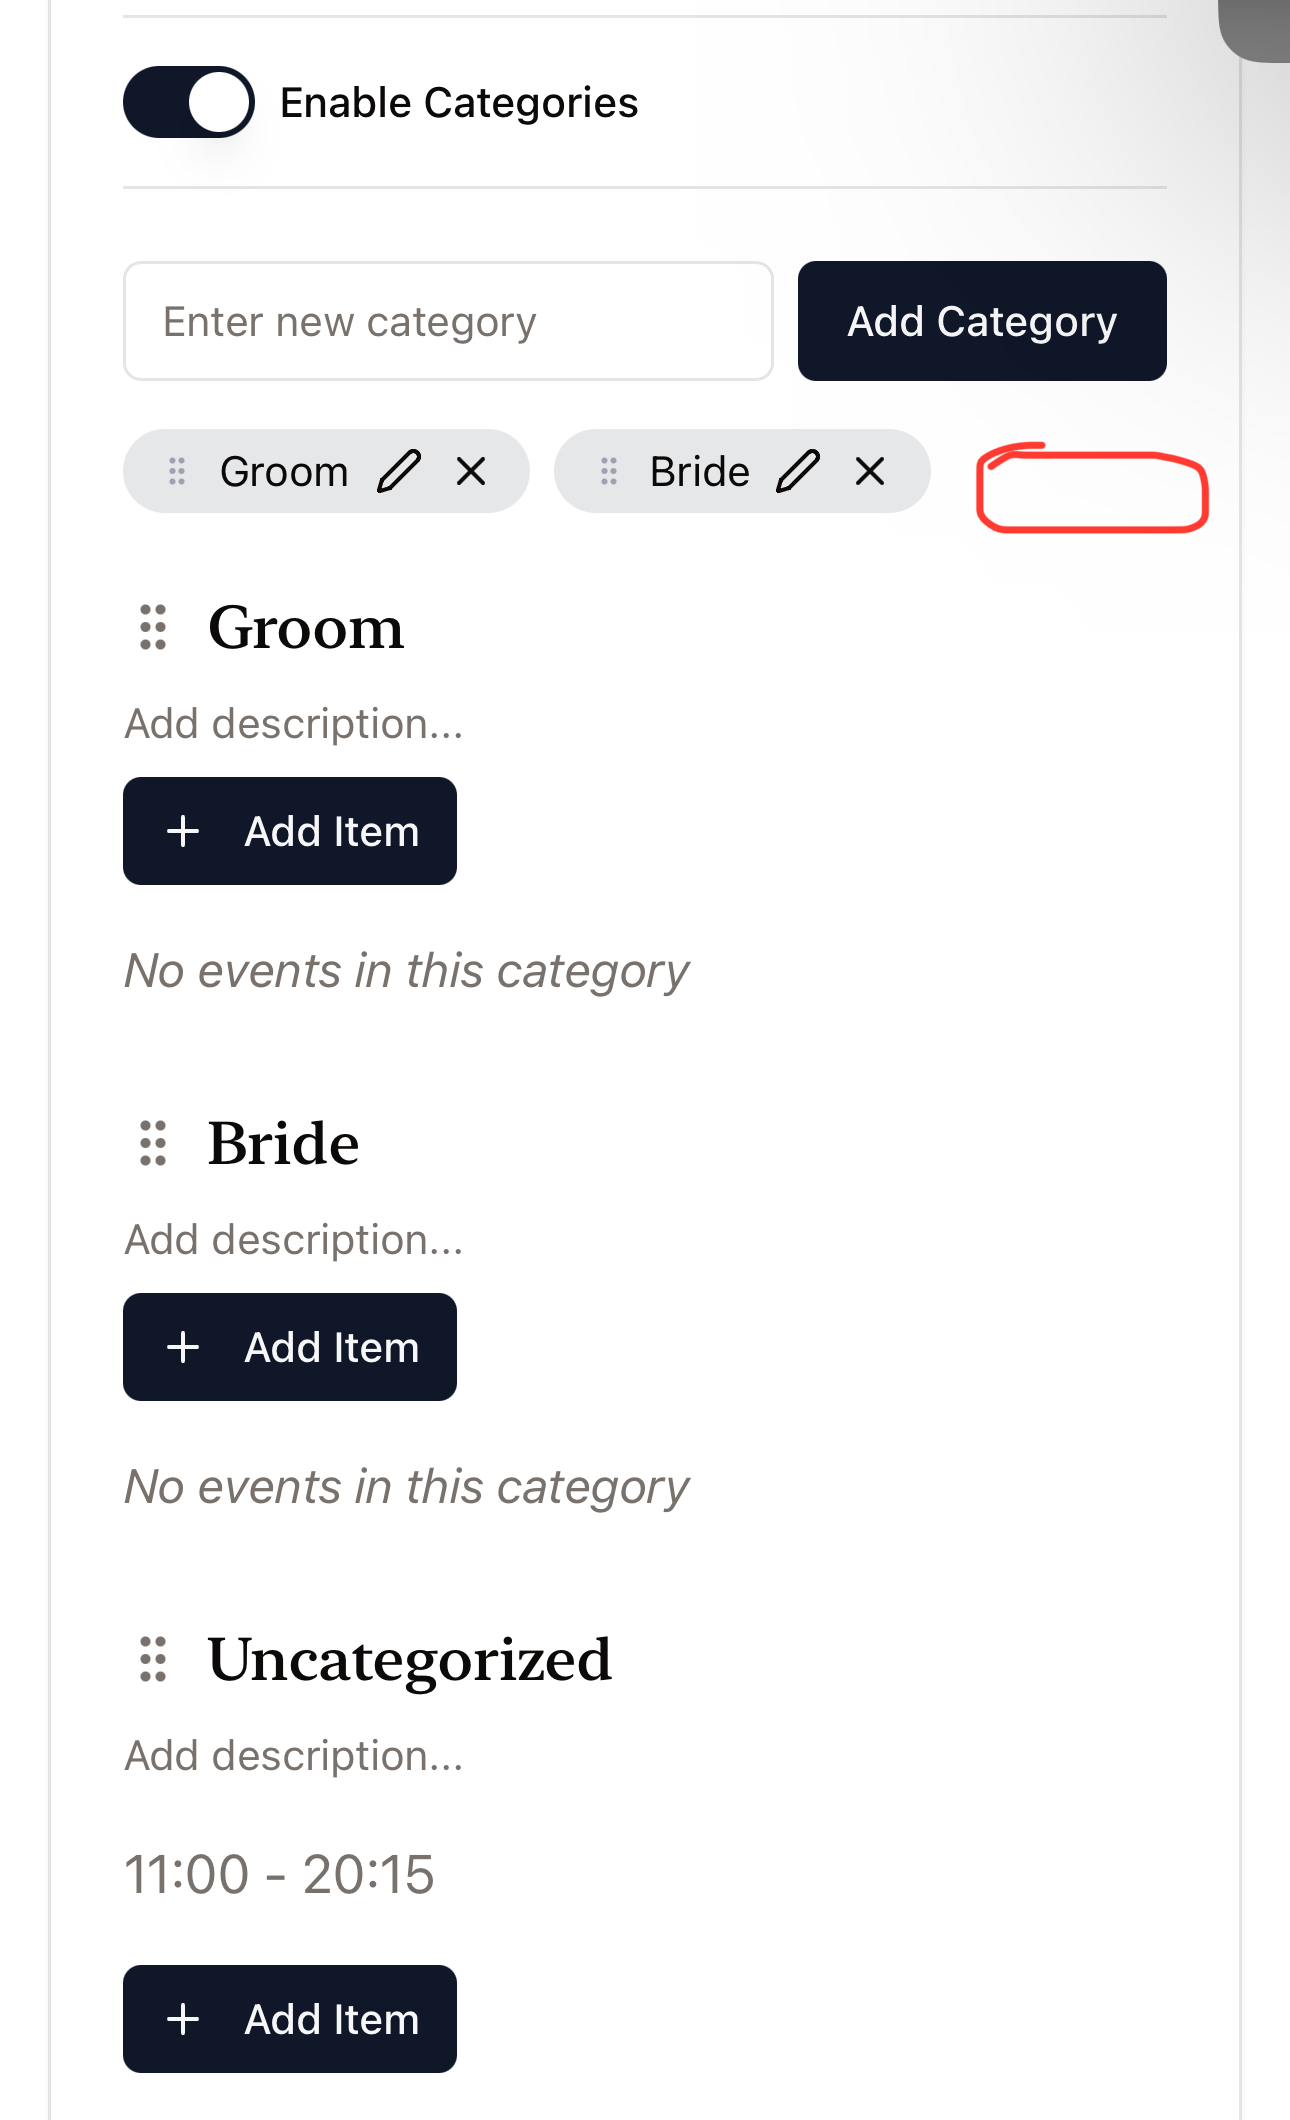 Enable Categories
Enter new category
Add Category
Groom
Bride
Groom
Add description...
+ Add Item
No events in this category
Bride
Add description...
+ Add Item
No events in this category
Uncategorized
Add description...
11:00 - 20:15
+ Add Item